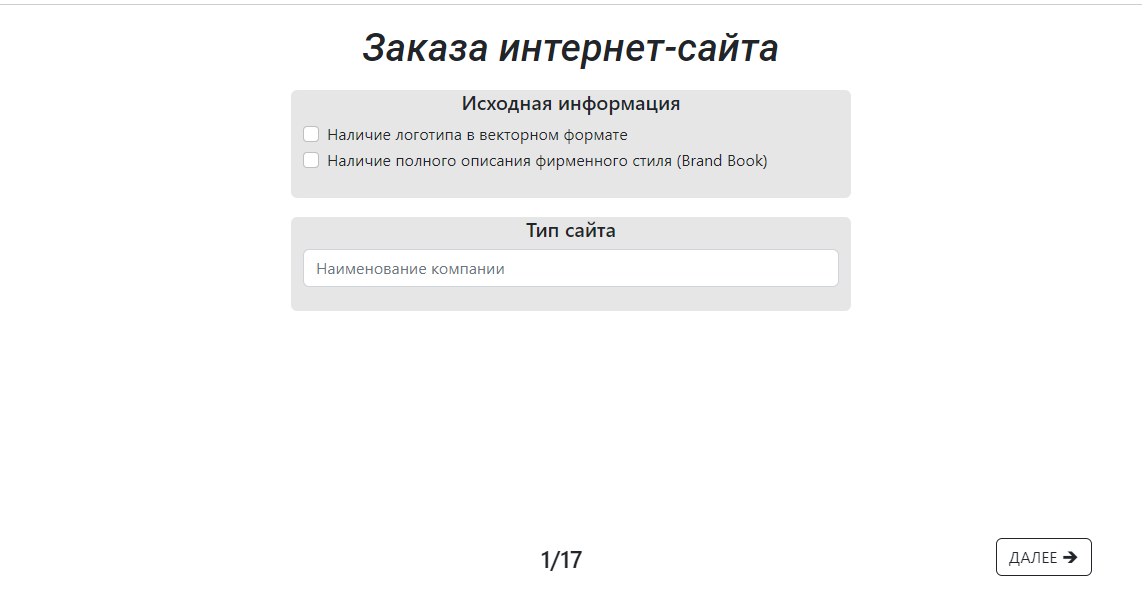 Заказа интернет-сайта
Исходная информация
Наличие логотипа в векторном формате
Наличие полного описания фирменного стиля (Brand Book)
Тип сайта
Наименование компании
1/17
ДАЛЕЕ →